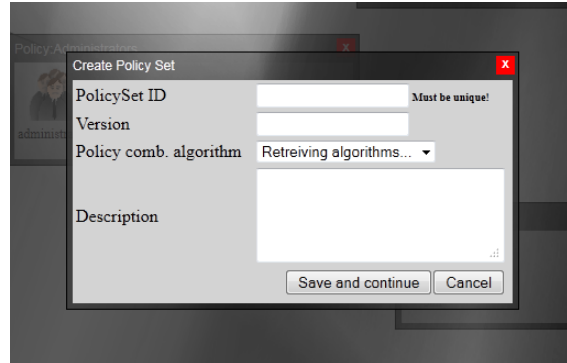 Policy:Administrators
x
Create Policy Set
x
PolicySet ID
Must be unique!
Version
Policy comb. algorithm
Retreiving algorithms...
Description
Save and continue
Cancel